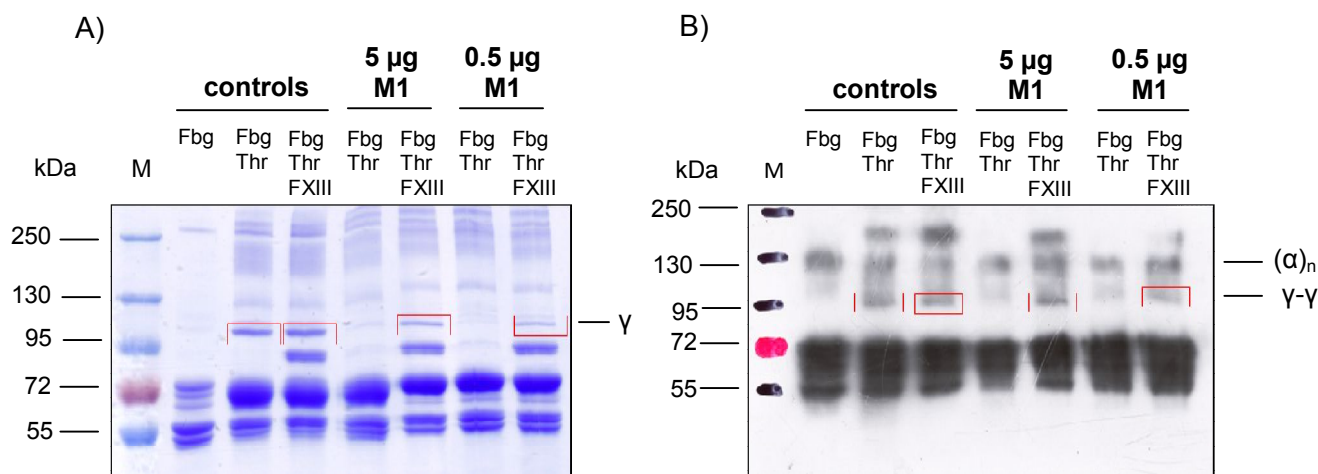 A)
5 µg
M1
0.5 µg
M1
controls
kDa
M
Fbg
Fbg
Thr
Fbg
Thr
FXIII
Fbg
Thr
Fbg
Thr
FXIII
Fbg
Thr
Fbg
Thr
FXIII
250
130
95
72
55
γ
B)
5 µg
M1
0.5 µg
M1
controls
kDa
M
Fbg
Fbg
Thr
Fbg
Thr
FXIII
Fbg
Thr
Fbg
Thr
FXIII
Fbg
Thr
Fbg
Thr
FXIII
250
130
95
72
55
(α)n
γ-γ